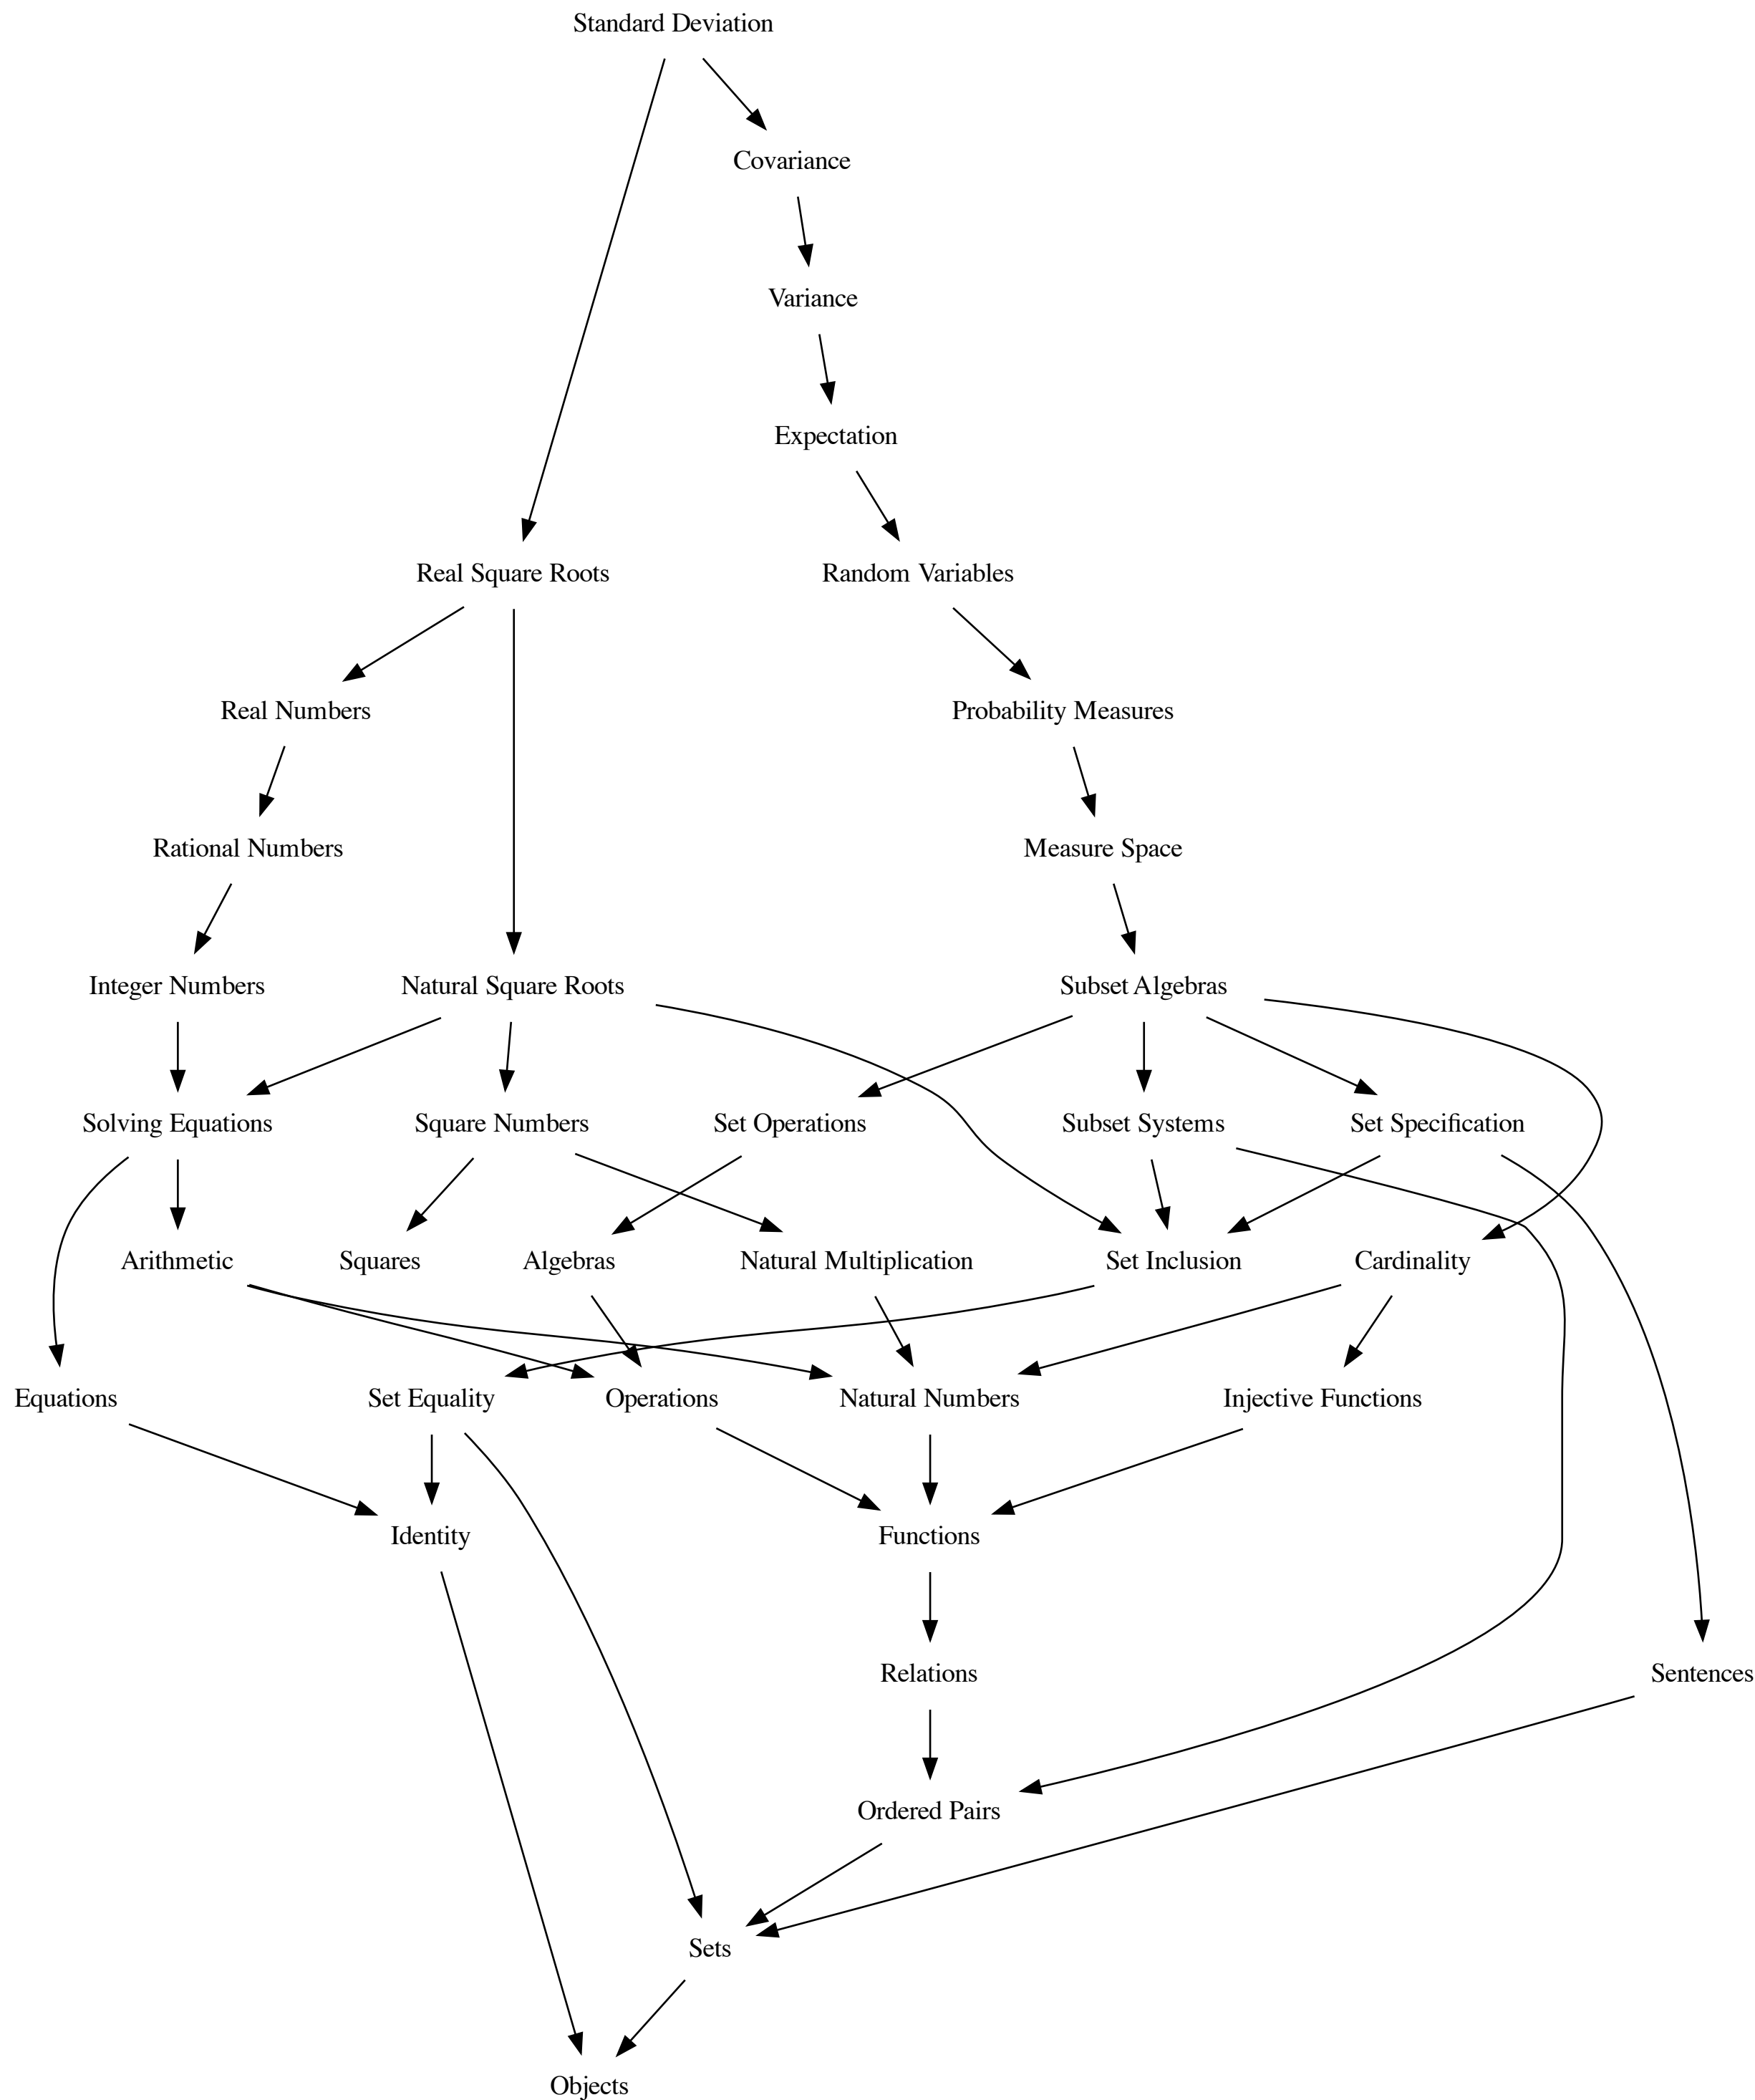 Standard Deviation
Covariance
Variance
Expectation
Real Square Roots
Random Variables
Real Numbers
Probability Measures
Rational Numbers
Measure Space
Integer Numbers
Natural Square Roots
Subset Algebras
Solving Equations
Square Numbers
Set Operations
Subset Systems
Set Specification
Arithmetic
Squares
Algebras
Natural Multiplication
Set Inclusion
Cardinality
Equations
Set Equality
Operations
Natural Numbers
Injective Functions
Identity
Functions
Relations
Sentences
Ordered Pairs
Sets
Objects